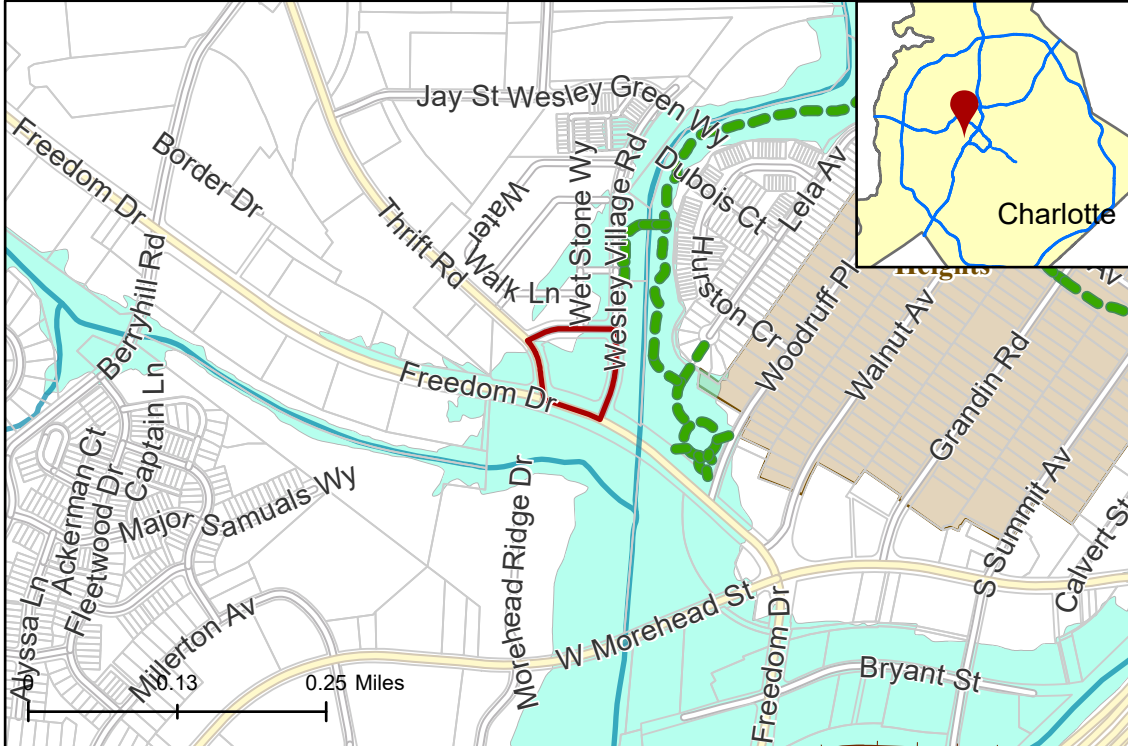 Jay St
Wesley Green Wy
Freedom Dr
Border Dr
Thrift Rd
Water
Walk Ln
Wet Stone Wy
Wesley Village Rd
Dubois Ct
Lela Av
Hurston Cr
Charlotte
Heights
Av
Berryhill Rd
Captain Ln
Freedom Dr
Woodruff Pl
Walnut Av
Grandin Rd
S Summit Av
Calvert St
Ackerman Ct
Fleetwood Dr
Major Samuals Wy
Morehead Ridge Dr
Alyssa Ln
Millerton Av
W Morehead St
Freedom Dr
Bryant St
0
0.13
0.25 Miles